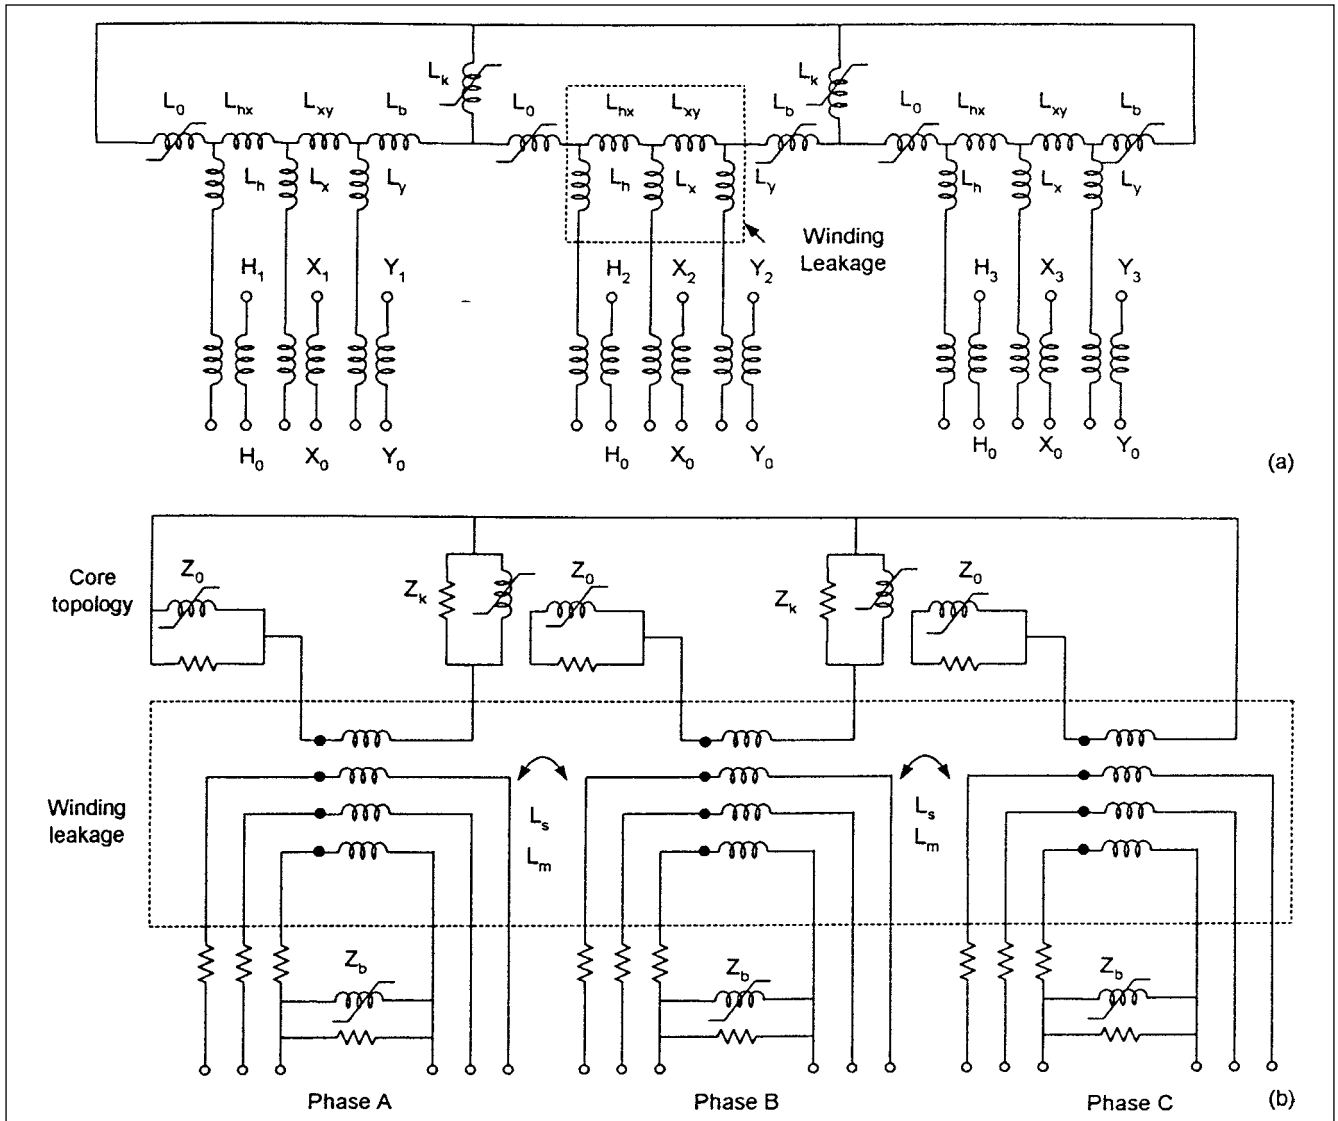 L_k L_k
L_0 L_hx L_xy L_b L_0 L_hx L_xy L_b L_0 L_hx L_xy L_b
L_h L_x L_y L_h L_x L_y L_h L_x L_y
Winding
Leakage
H_1 X_1 Y_1 H_2 X_2 Y_2 H_3 X_3 Y_3
H_0 X_0 Y_0 H_0 X_0 Y_0 H_0 X_0 Y_0
(a)
Core
topology
Z_0 Z_k Z_0 Z_k Z_0
Winding
leakage
L_s L_s
L_m L_m
Z_b Z_b Z_b
Phase A Phase B Phase C (b)